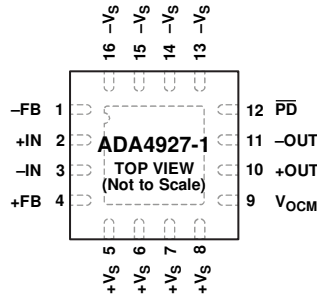 16 –VS
15 –VS
14 –VS
13 –VS
–FB 1
+IN 2
–IN 3
+FB 4
12 PD
11 –OUT
10 +OUT
9 VOCM
ADA4927-1
TOP VIEW
(Not to Scale)
5 +VS
6 +VS
7 +VS
8 +VS